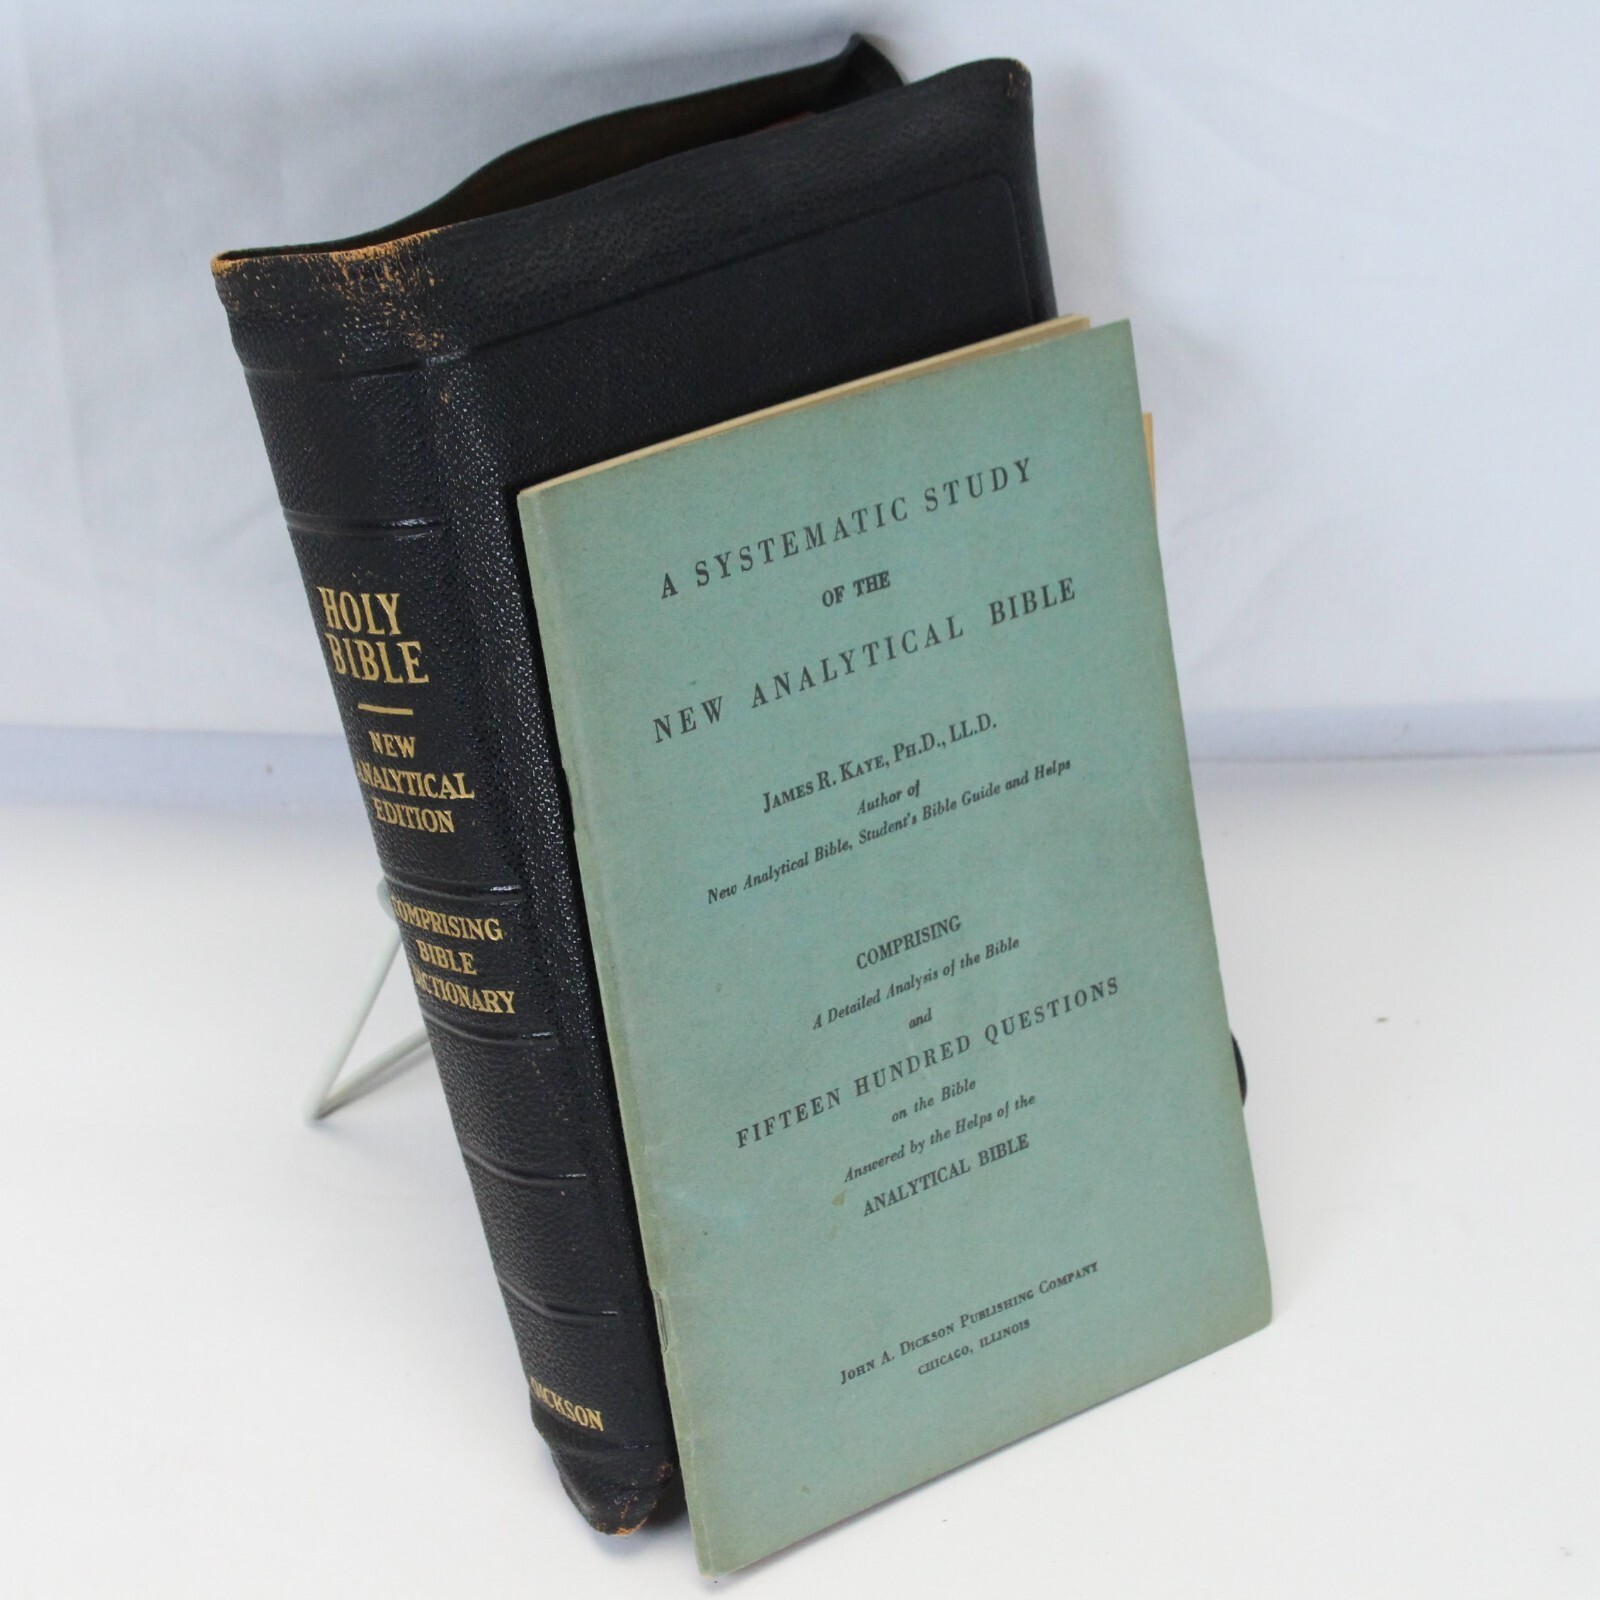 HOLY
BIBLE
NEW
ANALYTICAL
EDITION
COMPRISING
BIBLE
DICTIONARY
DICKSON
A SYSTEMATIC STUDY
OF THE
NEW ANALYTICAL BIBLE
JAMES R. KAYE, PH.D., LL.D.
Author of
New Analytical Bible, Student's Bible Guide and Helps
COMPRISING
A Detailed Analysis of the Bible
and
FIFTEEN HUNDRED QUESTIONS
on the Bible
Answered by the Helps of the
ANALYTICAL BIBLE
JOHN A. DICKSON PUBLISHING COMPANY
CHICAGO, ILLINOIS